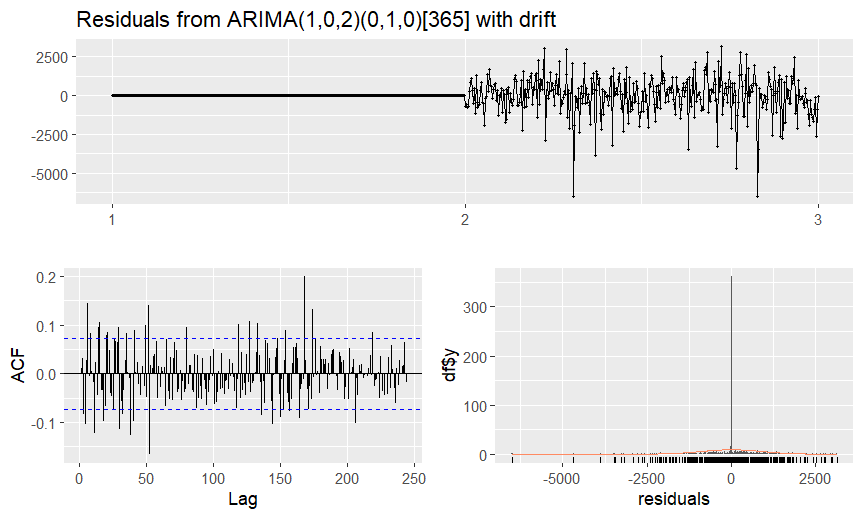 Residuals from ARIMA(1,0,2)(0,1,0)[365] with drift
2500
0
-2500
-5000
1 2 3
0.2
0.1
0.0
-0.1
ACF
0 50 100 150 200 250
Lag
300
200
100
0
df$y
-5000 -2500 0 2500
residuals